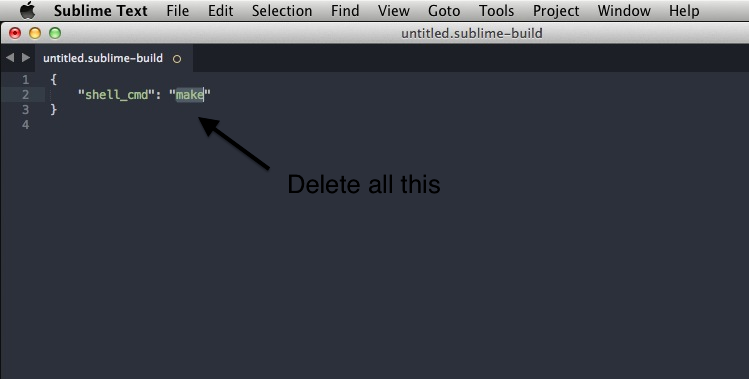 Sublime Text File Edit Selection Find View Goto Tools Project Window Help
untitled.sublime-build
untitled.sublime-build
1 {
2 "shell_cmd": "make"
3 }
4
Delete all this